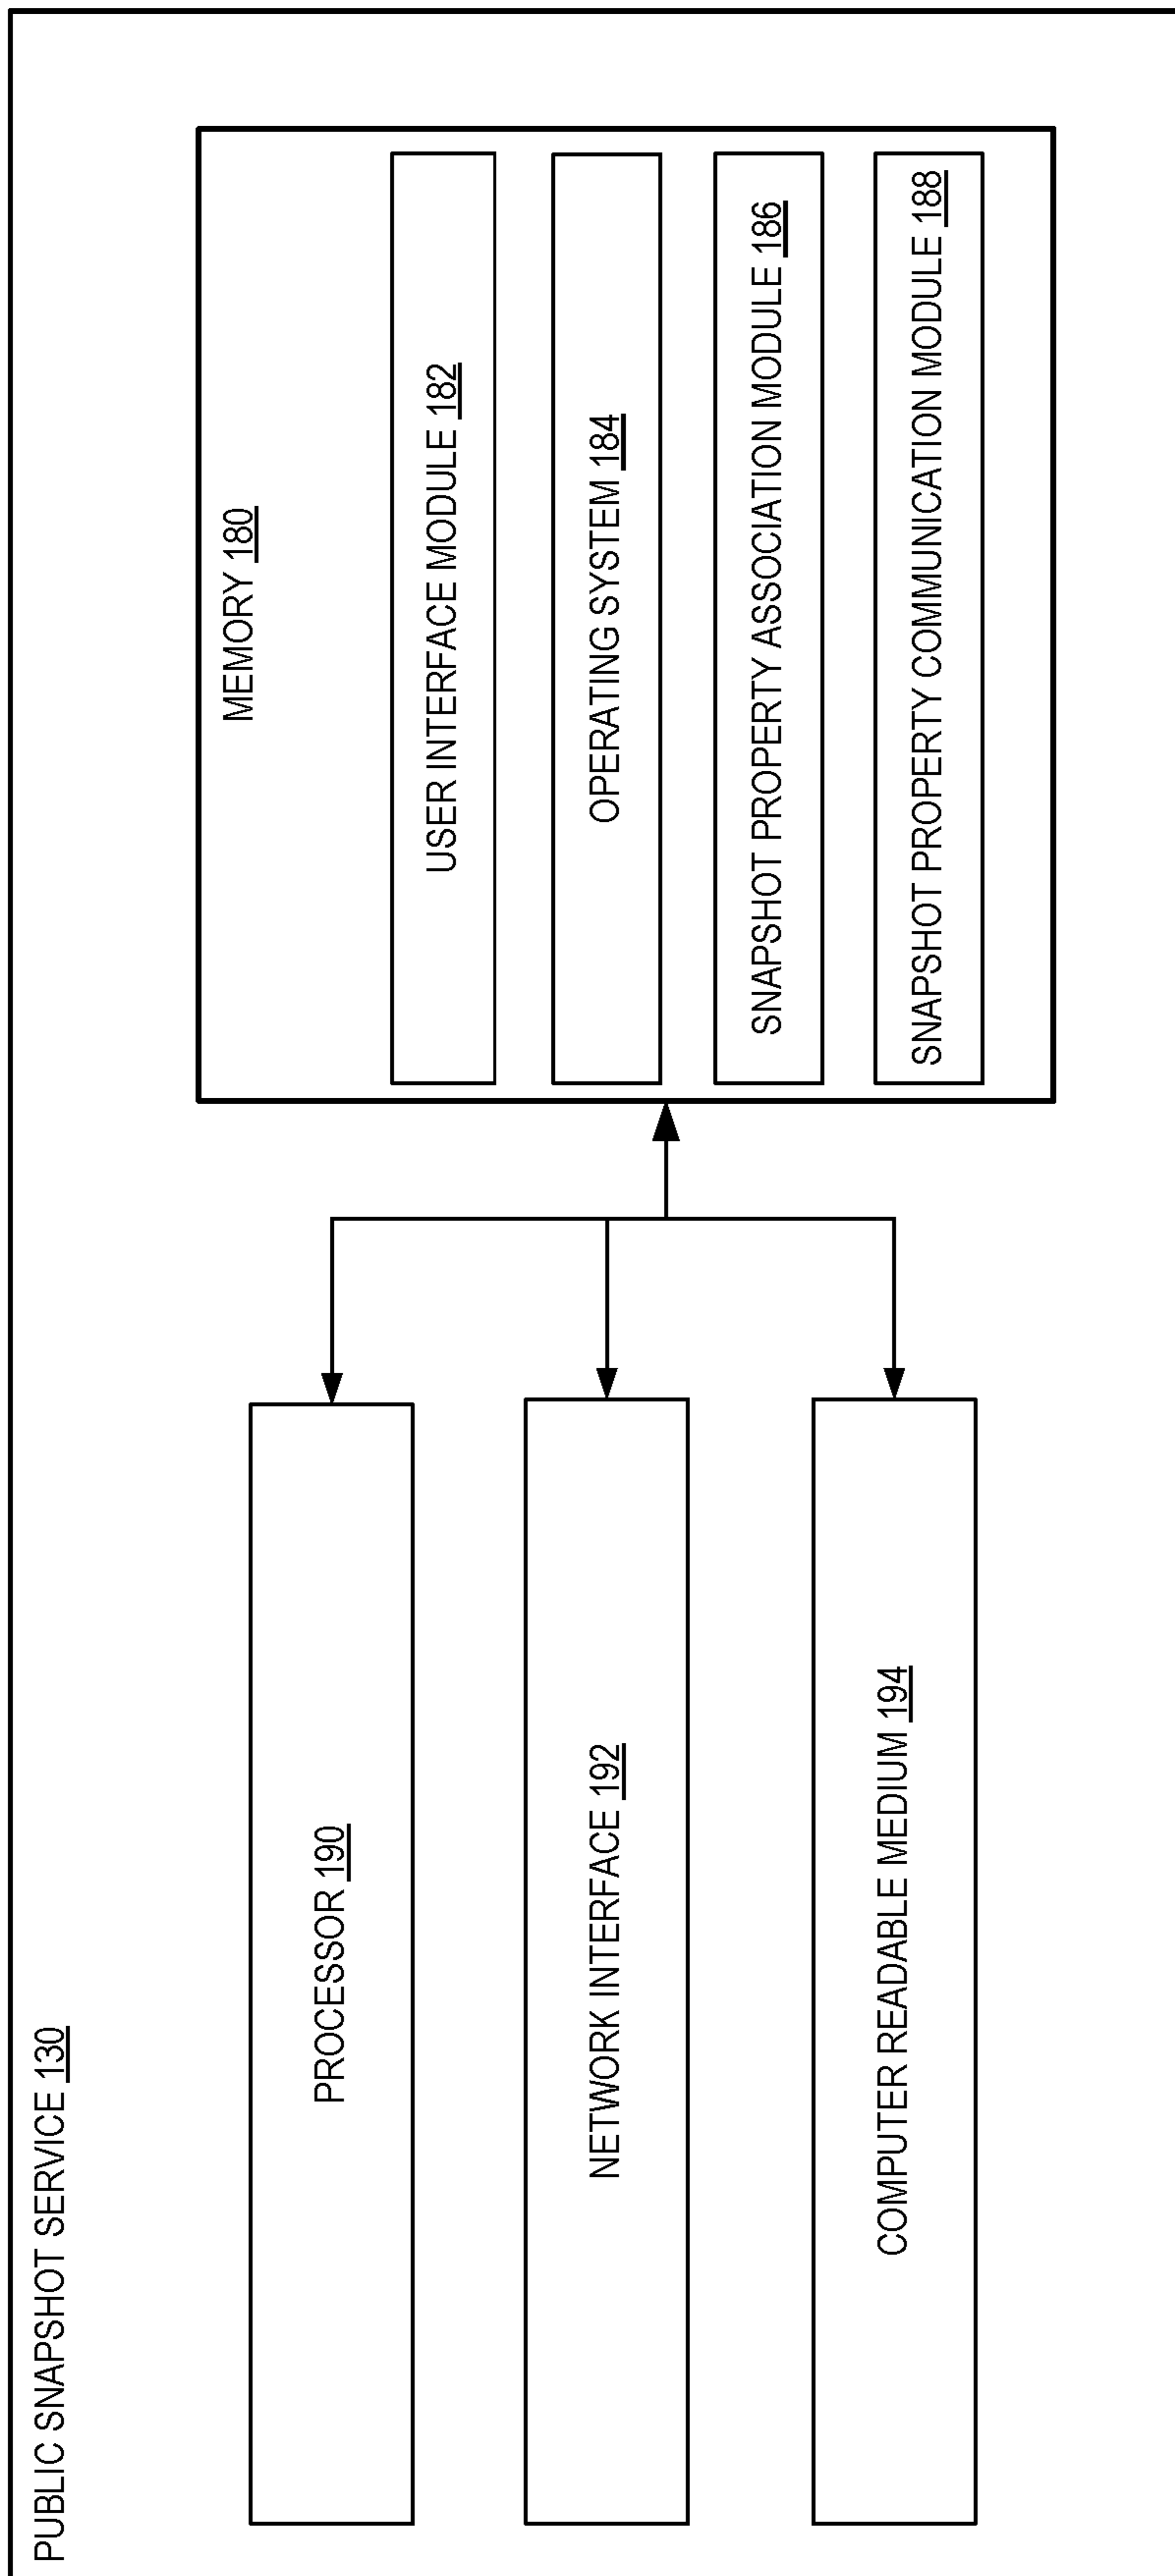 PUBLIC SNAPSHOT SERVICE 130
PROCESSOR 190
NETWORK INTERFACE 192
COMPUTER READABLE MEDIUM 194
MEMORY 180
USER INTERFACE MODULE 182
OPERATING SYSTEM 184
SNAPSHOT PROPERTY ASSOCIATION MODULE 186
SNAPSHOT PROPERTY COMMUNICATION MODULE 188